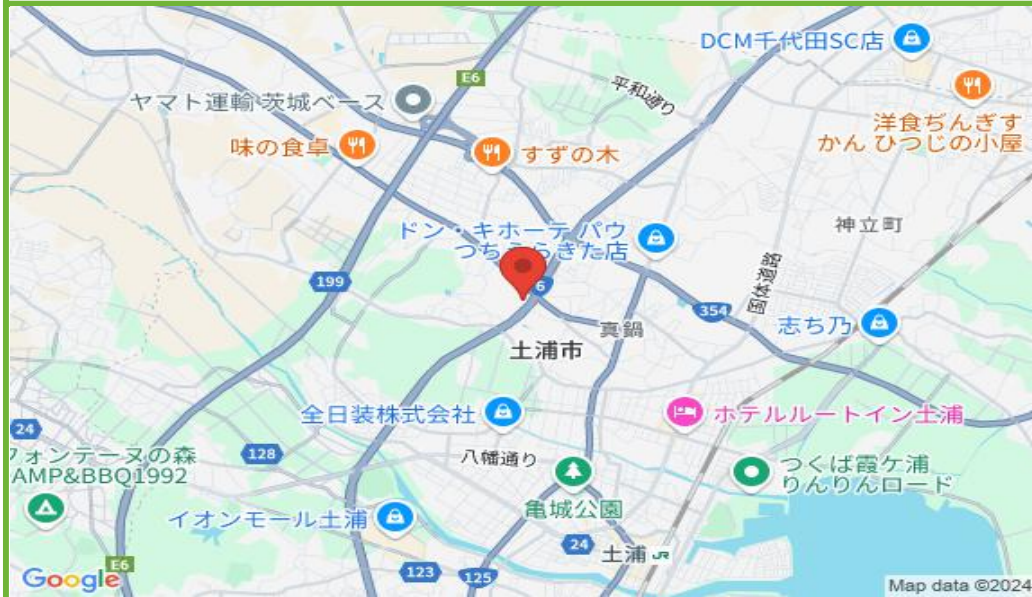 DCM千代田SC店
E6
平和通り
ヤマト運輸 茨城ベース
味の食卓
すずの木
洋食ぢんぎす
かん ひつじの小屋
ドン・キホーテ パウ
つちうらきた店
神立町
国体道路
199
6
354
真鍋
志ち乃
土浦市
全日装株式会社
ホテルルートイン土浦
24
フォンテーヌの森
AMP&BBQ1992
128
八幡通り
つくば霞ケ浦
りんりんロード
亀城公園
イオンモール土浦
24
土浦 JR
E6
123
125
Google
Map data ©2024